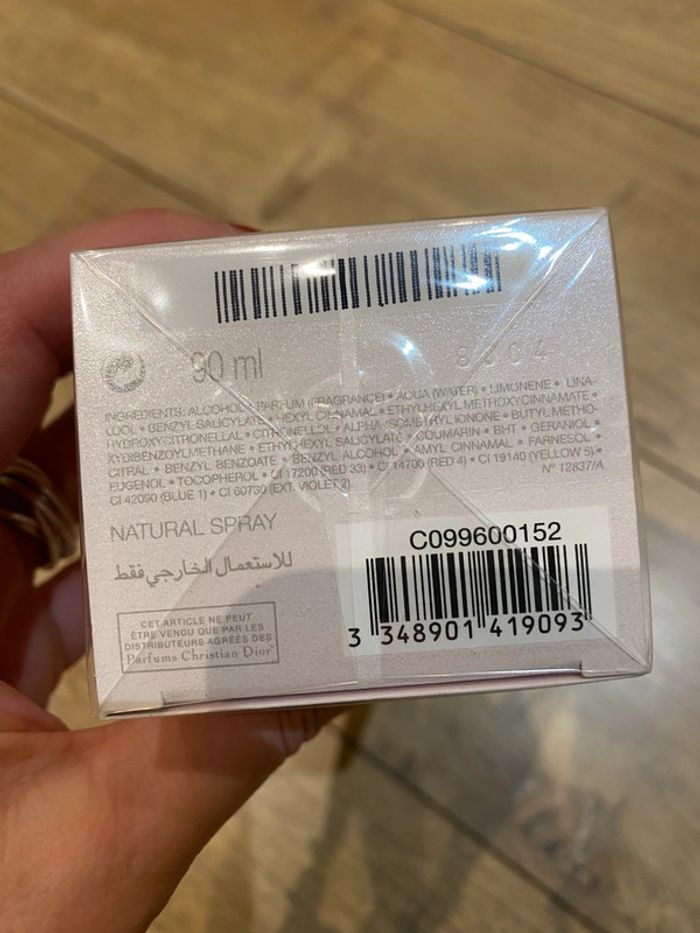 90 ml
INGREDIENTS: ALCOHOL • PARFUM (FRAGRANCE) • AQUA (WATER) • LIMONENE • LINA-
LOOL • BENZYL SALICYLATE • HEXYL CINNAMAL • ETHYLHEXYL METHOXYCINNAMATE •
HYDROXYCITRONELLAL • CITRONELLOL • ALPHA-ISOMETHYL IONONE • BUTYL METHO-
XYDIBENZOYLMETHANE • ETHYLHEXYL SALICYLATE • COUMARIN • BHT • GERANIOL •
CITRAL • BENZYL BENZOATE • BENZYL ALCOHOL • AMYL CINNAMAL • FARNESOL •
EUGENOL • TOCOPHEROL • CI 17200 (RED 33) • CI 14700 (RED 4) • CI 19140 (YELLOW 5) •
CI 42090 (BLUE 1) • CI 60730 (EXT. VIOLET 2). N° 12837/A
NATURAL SPRAY
للاستعمال الخارجي فقط
C099600152
3 348901 419093
CET ARTICLE NE PEUT
ÊTRE VENDU QUE PAR LES
DISTRIBUTEURS AGRÉÉS DES
Parfums Christian Dior